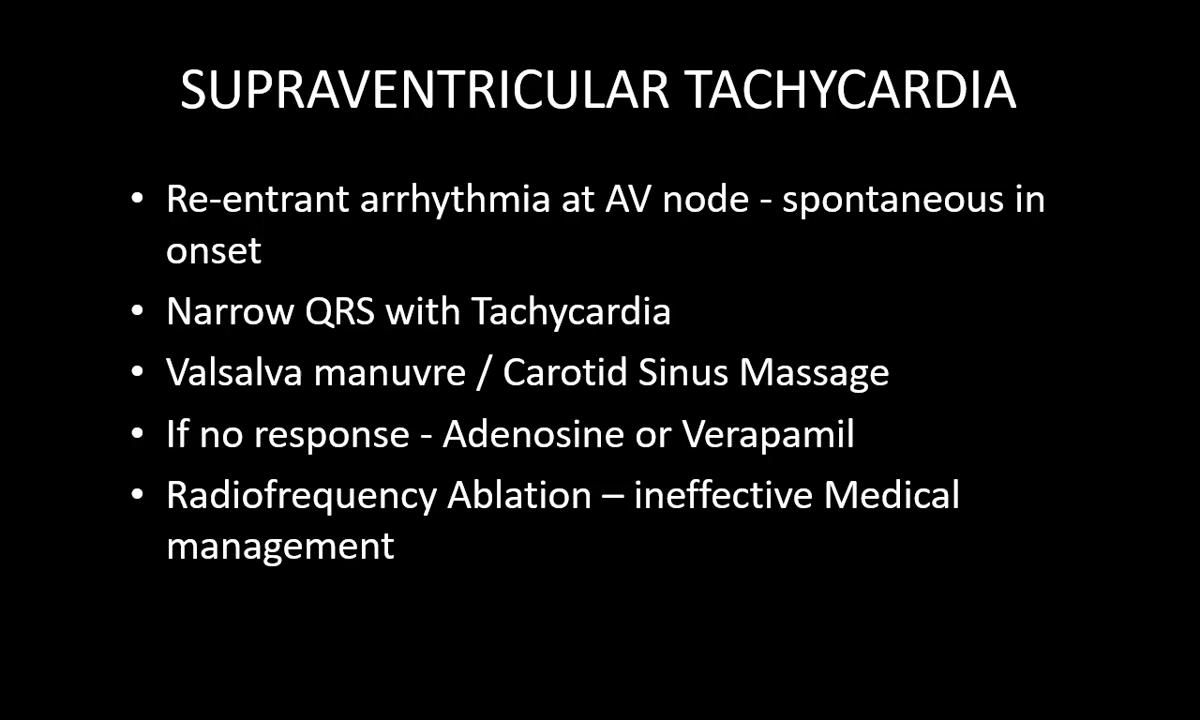 SUPRAVENTRICULAR TACHYCARDIA
• Re-entrant arrhythmia at AV node - spontaneous in
onset
• Narrow QRS with Tachycardia
• Valsalva manuvre / Carotid Sinus Massage
• If no response - Adenosine or Verapamil
• Radiofrequency Ablation – ineffective Medical
management